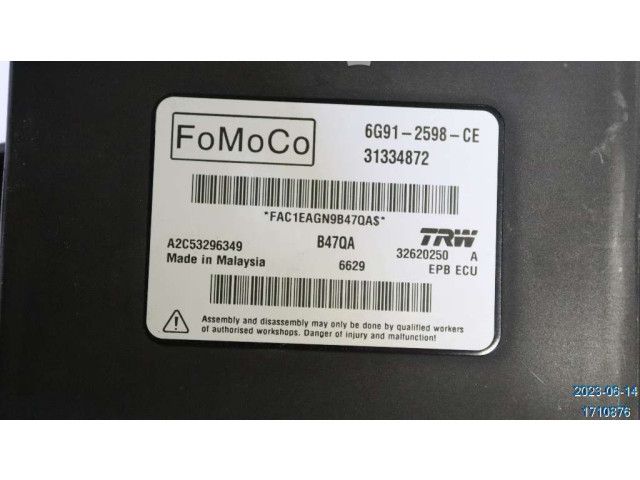 FoMoCo
6G91-2598-CE
31334872
*FAC1EAGN9B47QA$*
A2C53296349
B47QA
TRW
Made in Malaysia
6629
32620250 A
EPB ECU
Assembly and disassembly may only be done by qualified workers
of authorised workshops. Danger of injury and malfunction!
2023-06-14
1710876